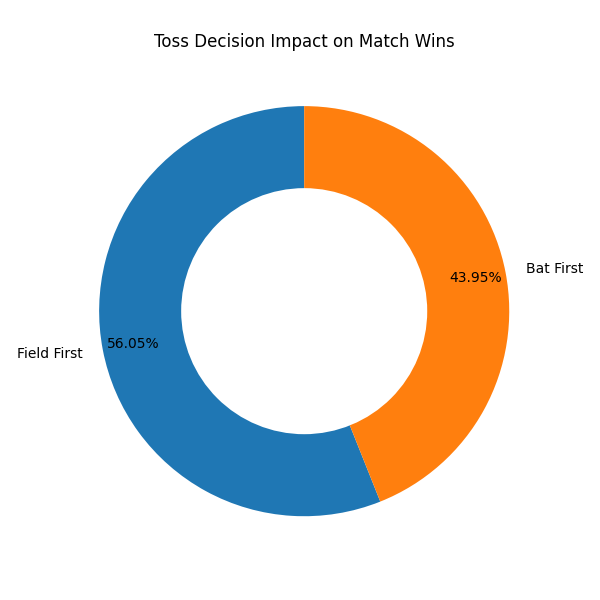 Toss Decision Impact on Match Wins
Bat First
43.95%
56.05%
Field First